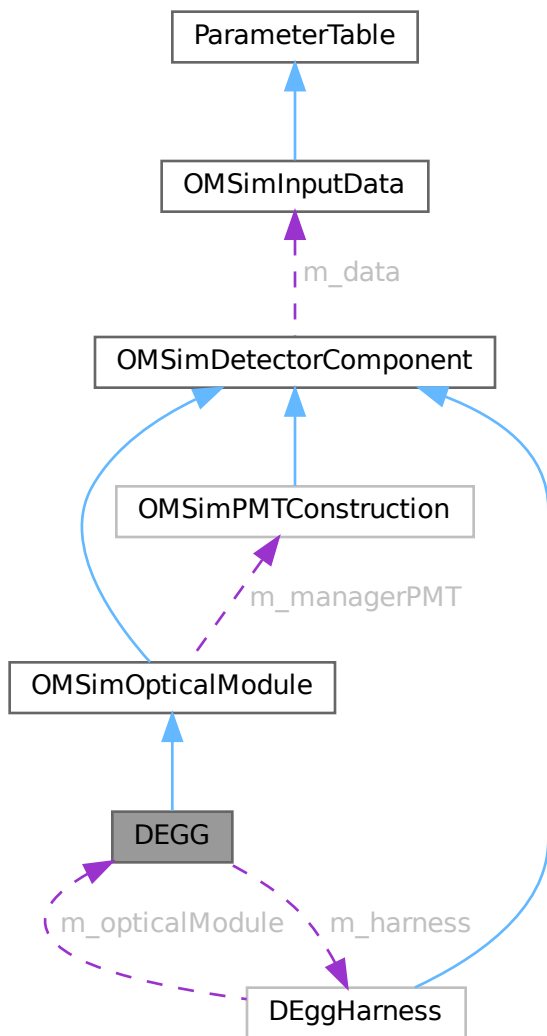 ParameterTable
OMSimInputData
m_data
OMSimDetectorComponent
OMSimPMTConstruction
m_managerPMT
OMSimOpticalModule
DEGG
m_opticalModule
m_harness
DEggHarness